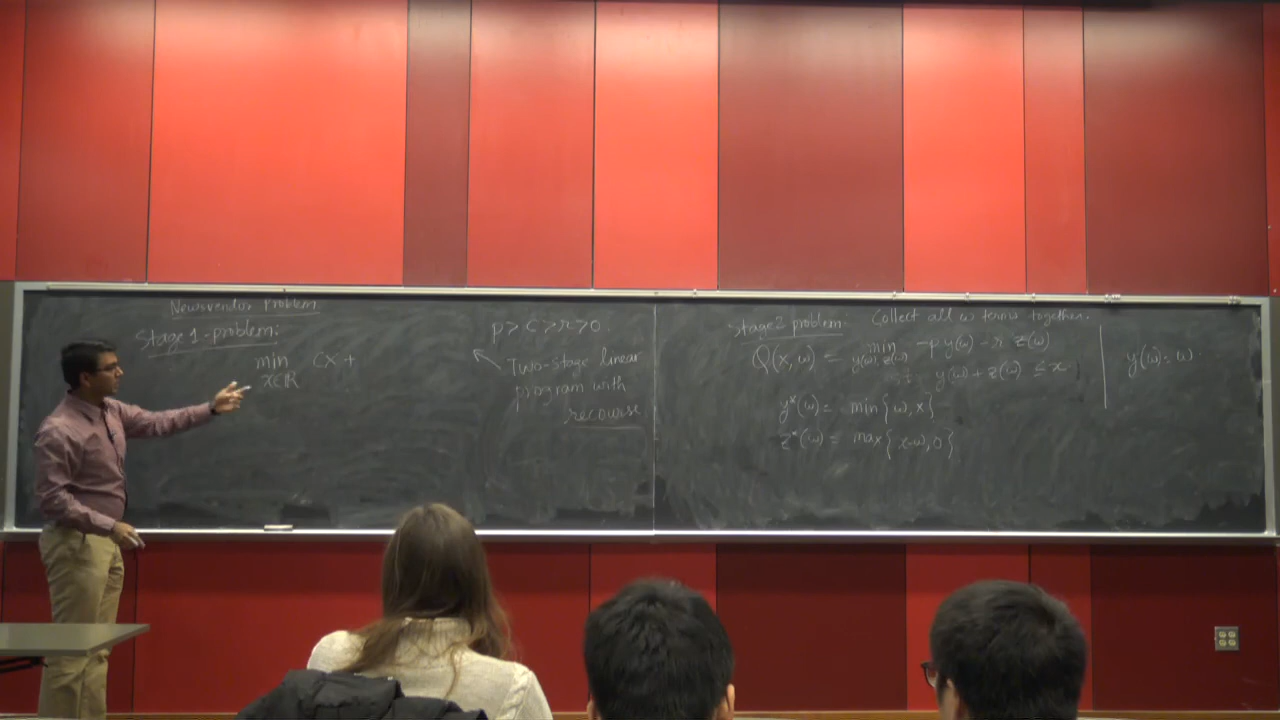 Newsvendor Problem
Stage 1-problem:
min cx +
x∈ℝ
p > c > r > 0.
Two-stage linear
program with
recourse
Stage 2 problem. Collect all ω terms together.
Q(x, ω) = min -p y(ω) - r z(ω)
y(ω), z(ω)
s.t. y(ω) + z(ω) ≤ x.
y*(ω) = min{ω, x}
z*(ω) = max{x-ω, 0}
y(ω) ≤ ω.